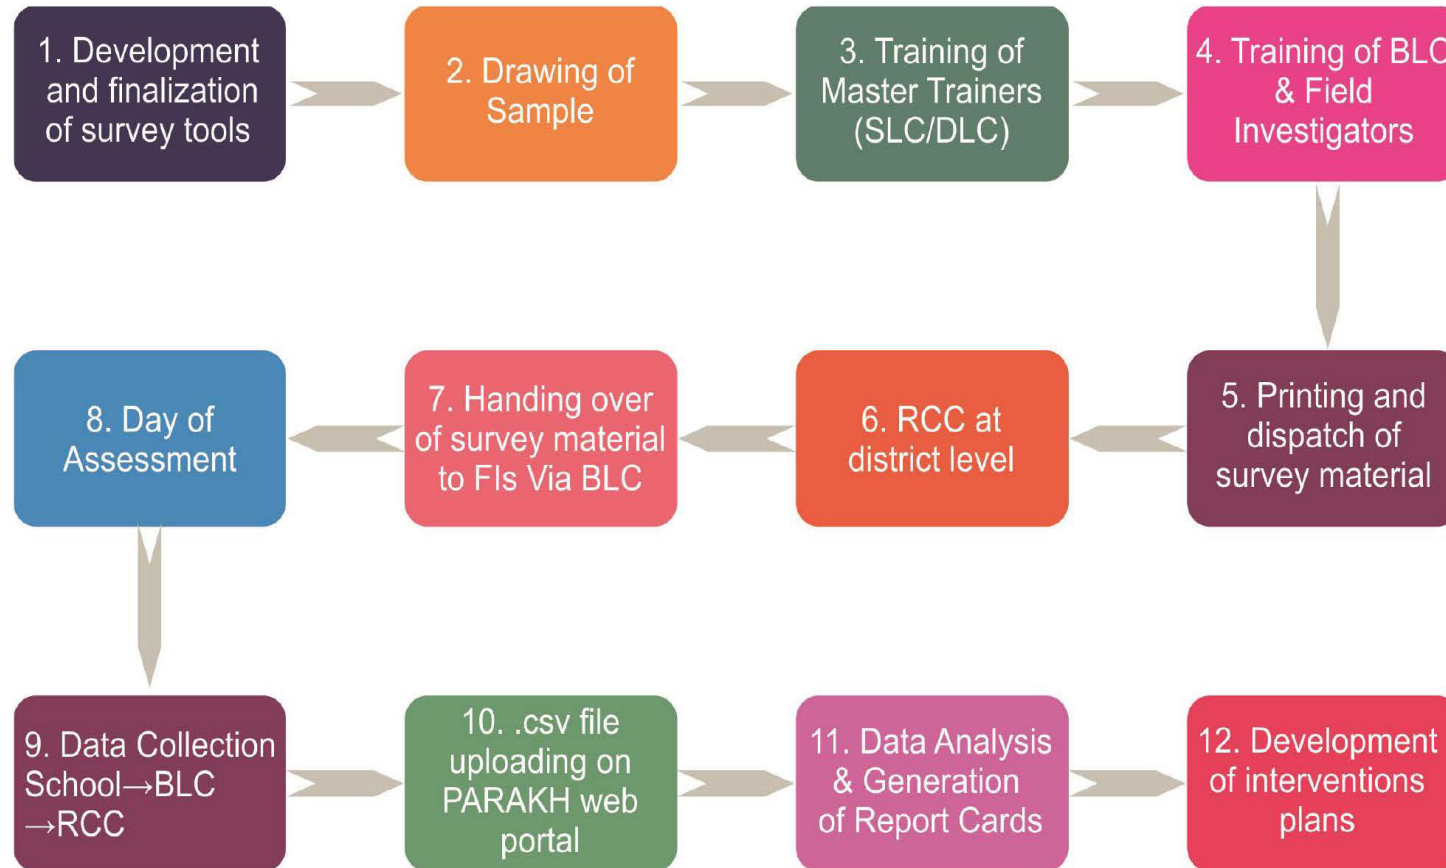 1. Development
and finalization
of survey tools
2. Drawing of
Sample
3. Training of
Master Trainers
(SLC/DLC)
4. Training of BLC
& Field
Investigators
5. Printing and
dispatch of
survey material
6. RCC at
district level
7. Handing over
of survey material
to FIs Via BLC
8. Day of
Assessment
9. Data Collection
School→BLC
→RCC
10. .csv file
uploading on
PARAKH web
portal
11. Data Analysis
& Generation
of Report Cards
12. Development
of interventions
plans